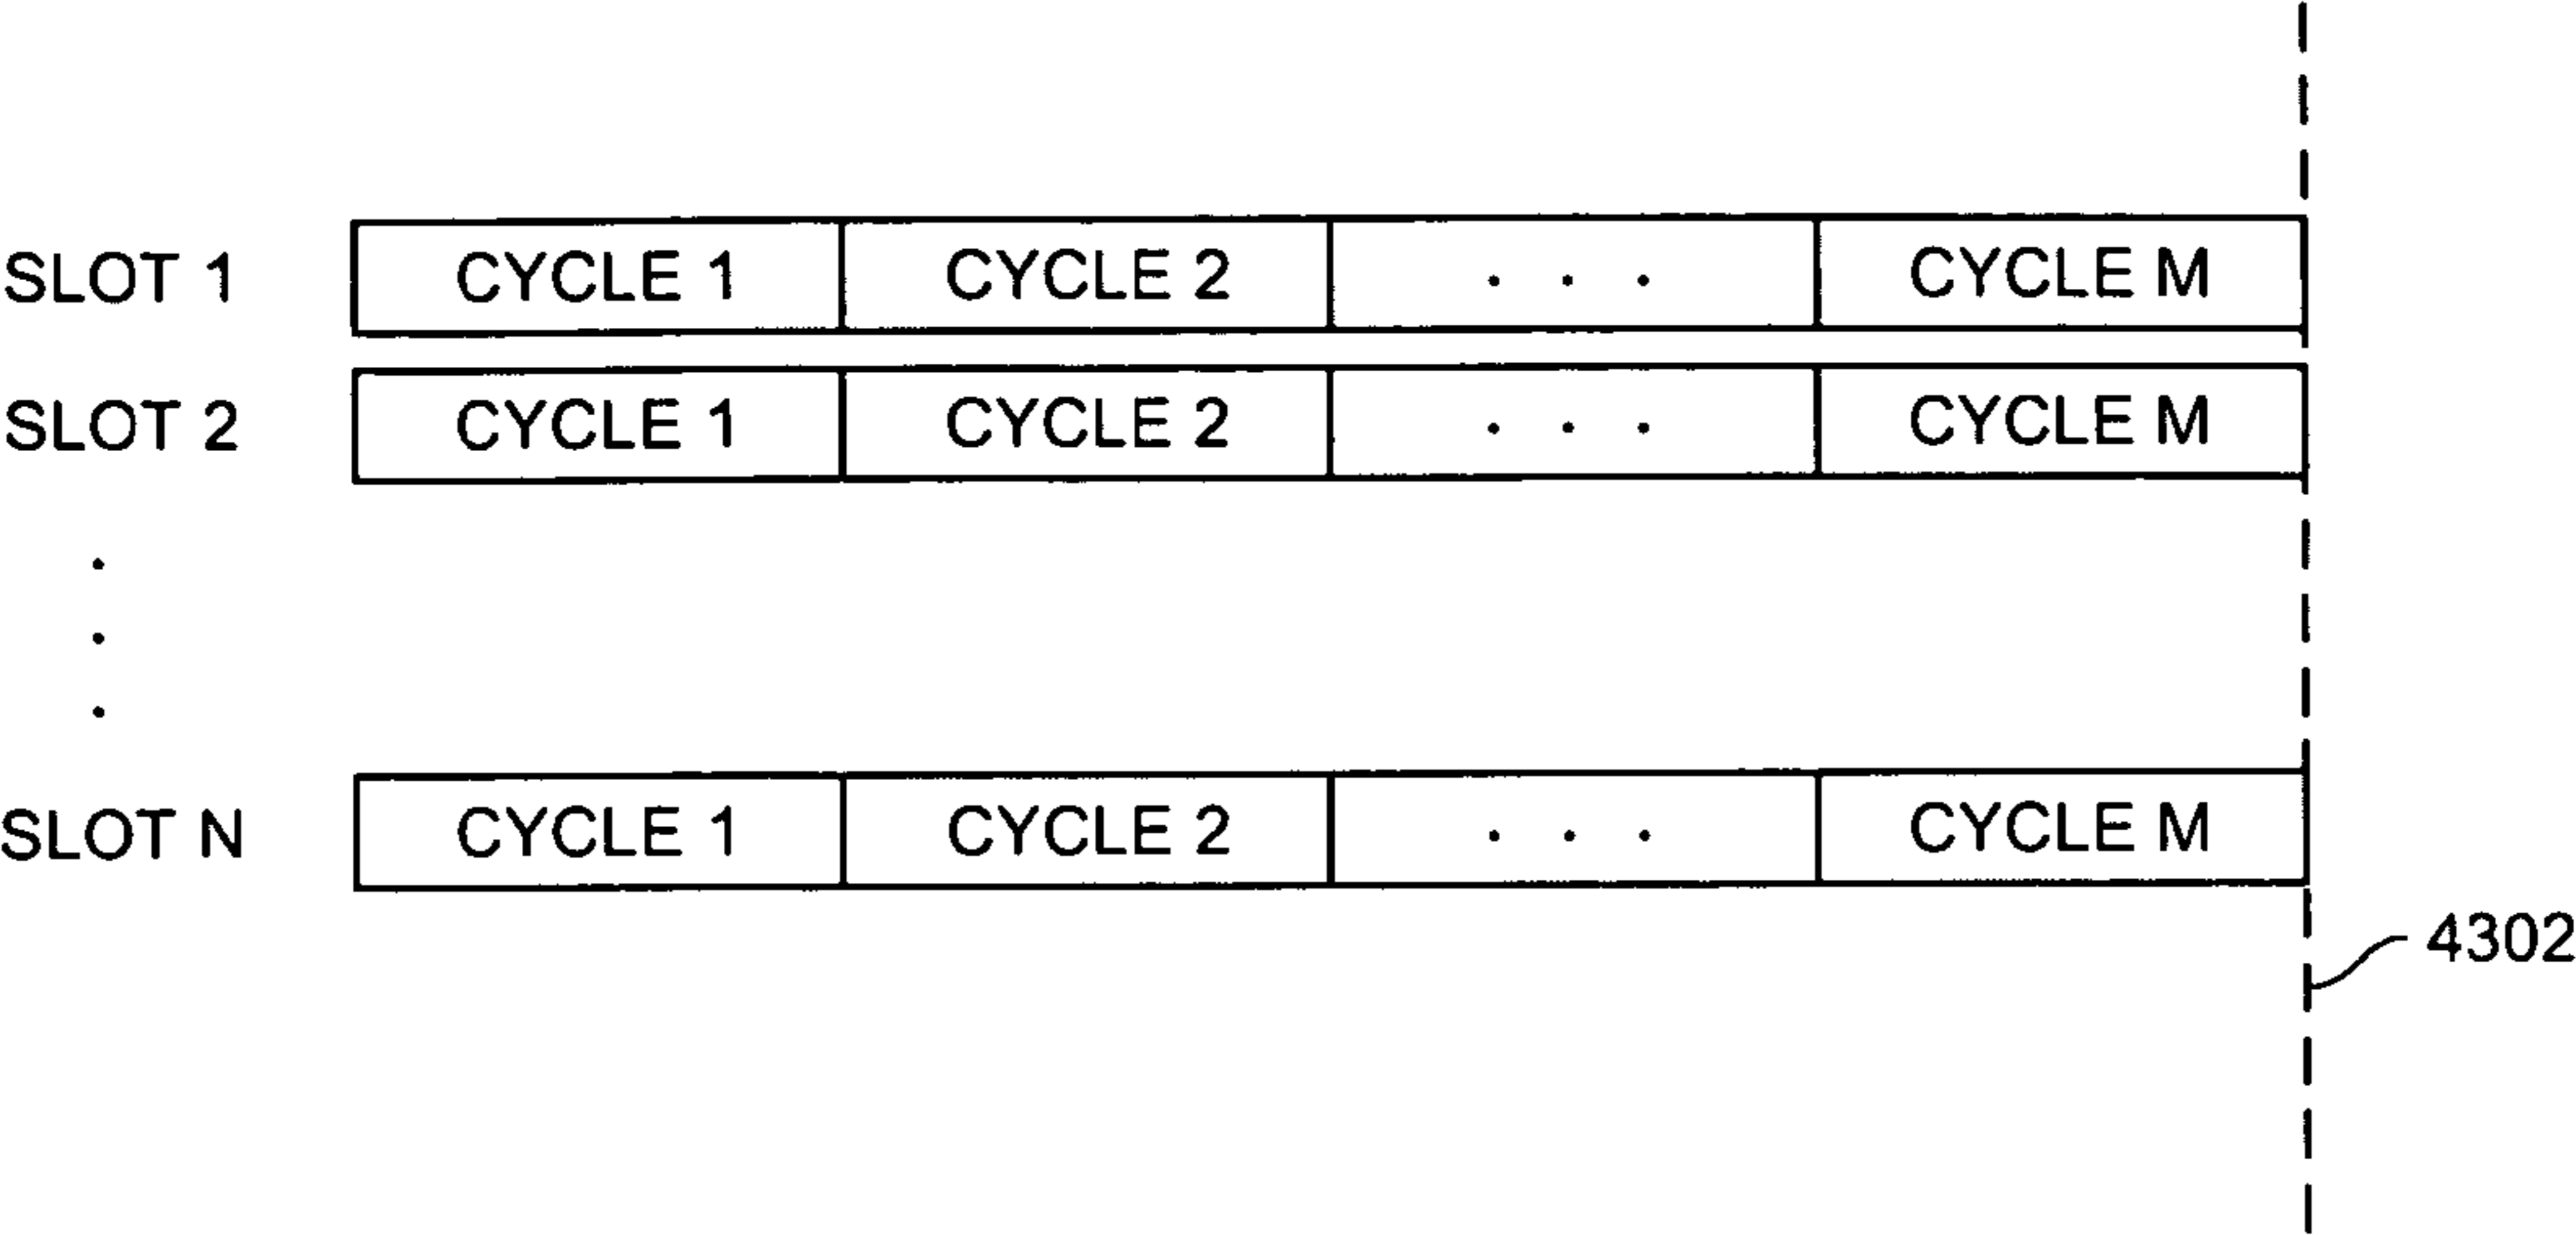 SLOT 1 CYCLE 1 CYCLE 2 . . . CYCLE M
SLOT 2 CYCLE 1 CYCLE 2 . . . CYCLE M
.
.
.
SLOT N CYCLE 1 CYCLE 2 . . . CYCLE M
4302